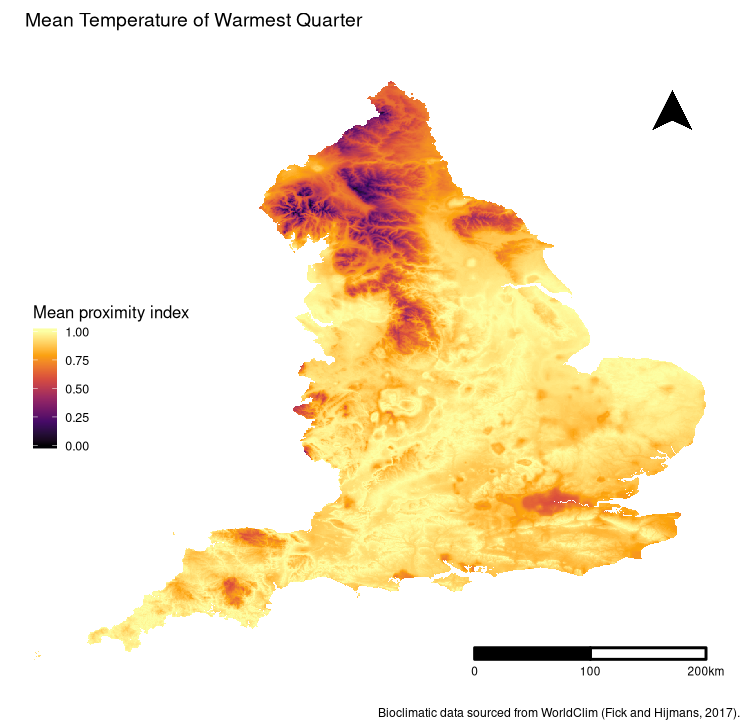 Mean Temperature of Warmest Quarter
Mean proximity index
1.00
0.75
0.50
0.25
0.00
0 100 200km
Bioclimatic data sourced from WorldClim (Fick and Hijmans, 2017).